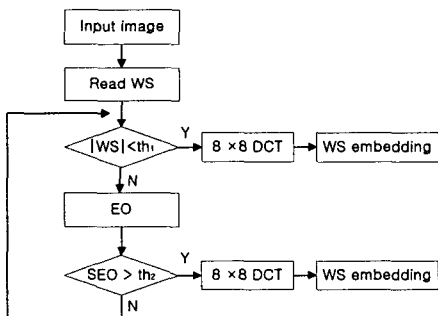 Input image
Read WS
|WS|<th₁
Y
8 ×8 DCT
WS embedding
N
EO
SEO > th₂
Y
8 ×8 DCT
WS embedding
N